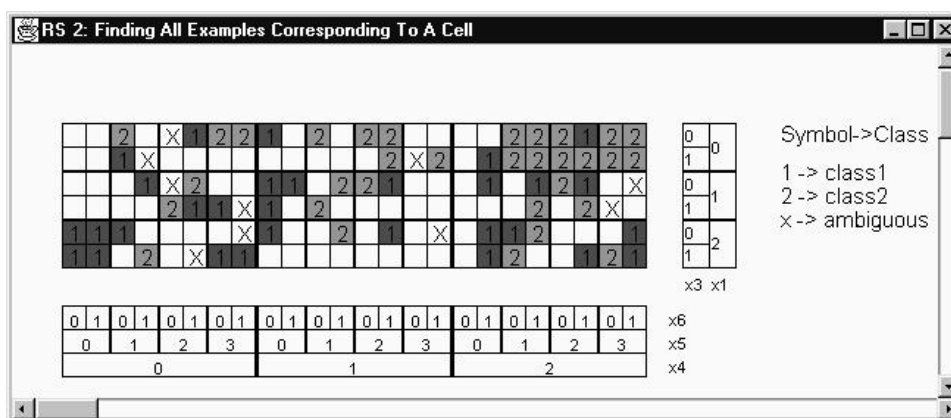 RS 2: Finding All Examples Corresponding To A Cell
2 X 1 2 2 1 2 2 2 2 2 2 1 2 2 0
0
1 X 2 X 2 1 2 2 2 2 2 2 1
1 X 2 1 1 2 2 1 1 1 2 1 X 0
1
2 1 1 X 1 2 2 2 X 1
1 1 1 X 1 2 1 X 1 1 2 1 0
2
1 1 2 X 1 1 1 2 1 2 1 1
x3 x1
Symbol->Class
1 -> class1
2 -> class2
x -> ambiguous
0 1 0 1 0 1 0 1 0 1 0 1 0 1 0 1 0 1 0 1 0 1 0 1 x6
0 1 2 3 0 1 2 3 0 1 2 3 x5
0 1 2 x4